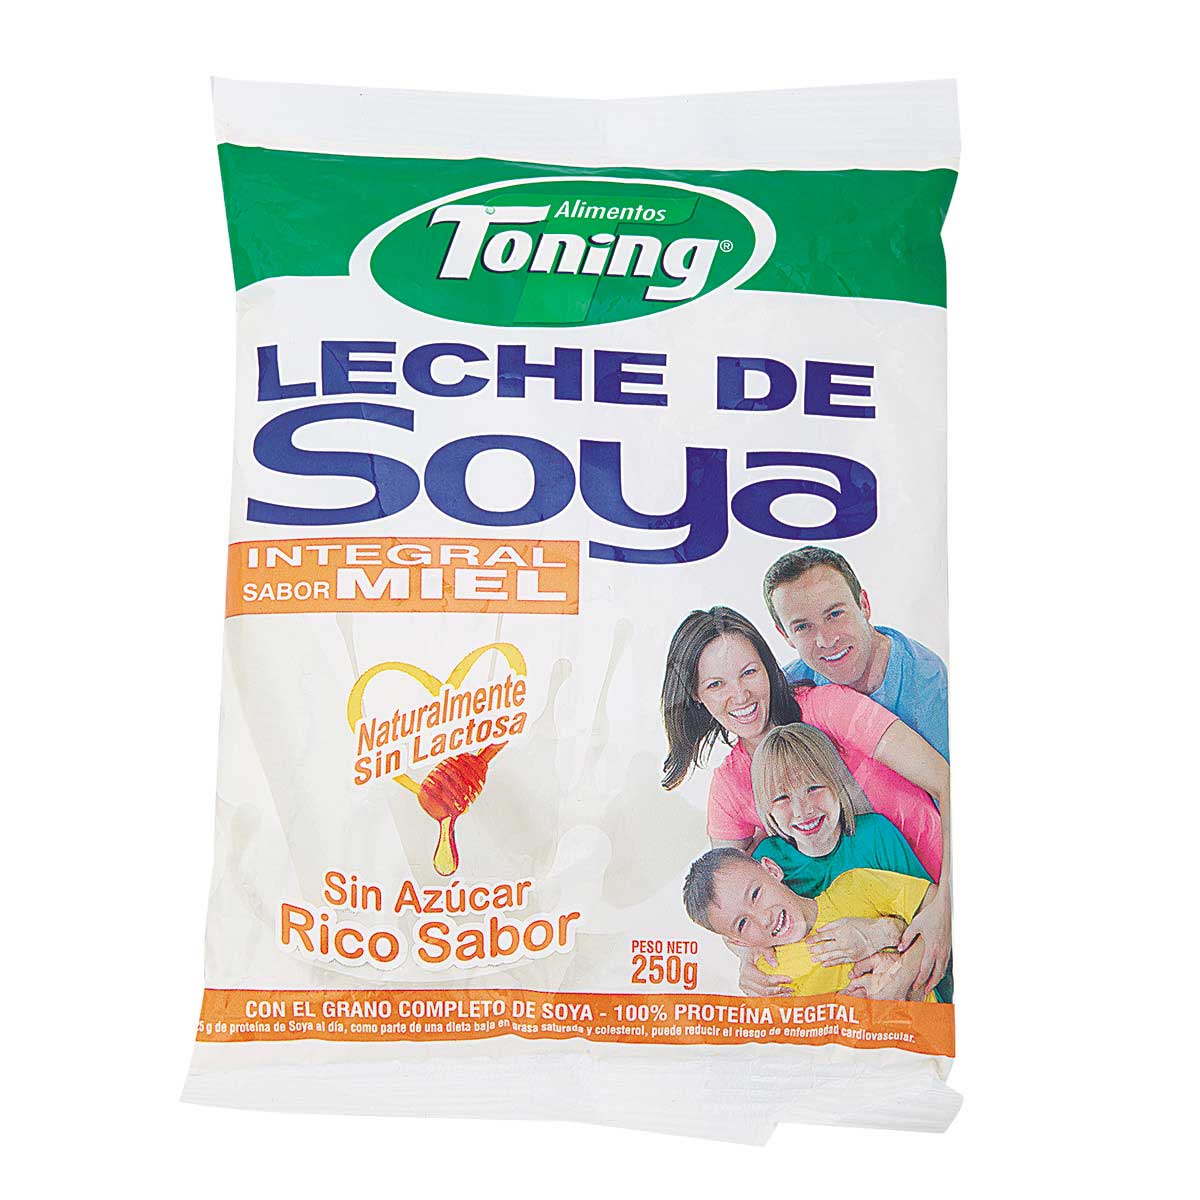 Alimentos
Toning®
LECHE DE
Soya
INTEGRAL
SABOR MIEL
Naturalmente
Sin Lactosa
Sin Azúcar
Rico Sabor
PESO NETO
250g
CON EL GRANO COMPLETO DE SOYA - 100% PROTEÍNA VEGETAL
5 g de proteína de Soya al día, como parte de una dieta baja en grasa saturada y colesterol, puede reducir el riesgo de enfermedad cardiovascular.